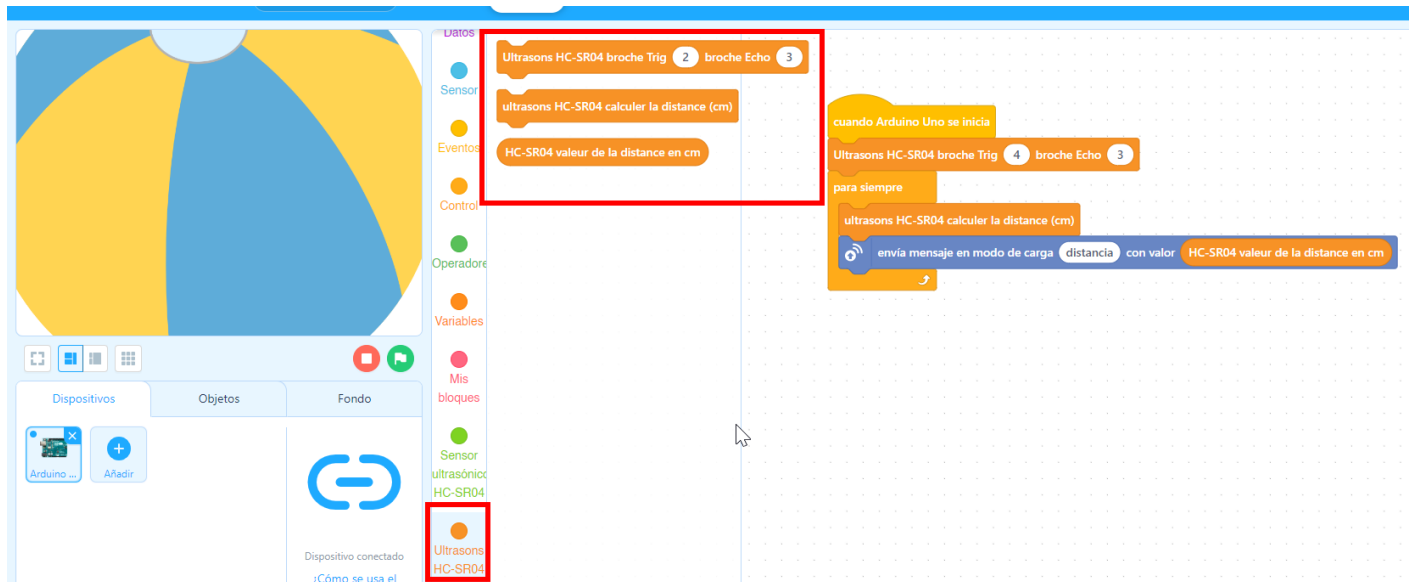 Datos
Sensor
Eventos
Control
Operadore
Variables
Mis
bloques
Sensor
ultrasónico
HC-SR04
Ultrasons
HC-SR04
Ultrasons HC-SR04 broche Trig 2 broche Echo 3
ultrasons HC-SR04 calculer la distance (cm)
HC-SR04 valeur de la distance en cm
cuando Arduino Uno se inicia
Ultrasons HC-SR04 broche Trig 4 broche Echo 3
para siempre
ultrasons HC-SR04 calculer la distance (cm)
envía mensaje en modo de carga distancia con valor HC-SR04 valeur de la distance en cm
Dispositivos Objetos Fondo
Arduino ... Añadir
Dispositivo conectado
¿Cómo se usa el